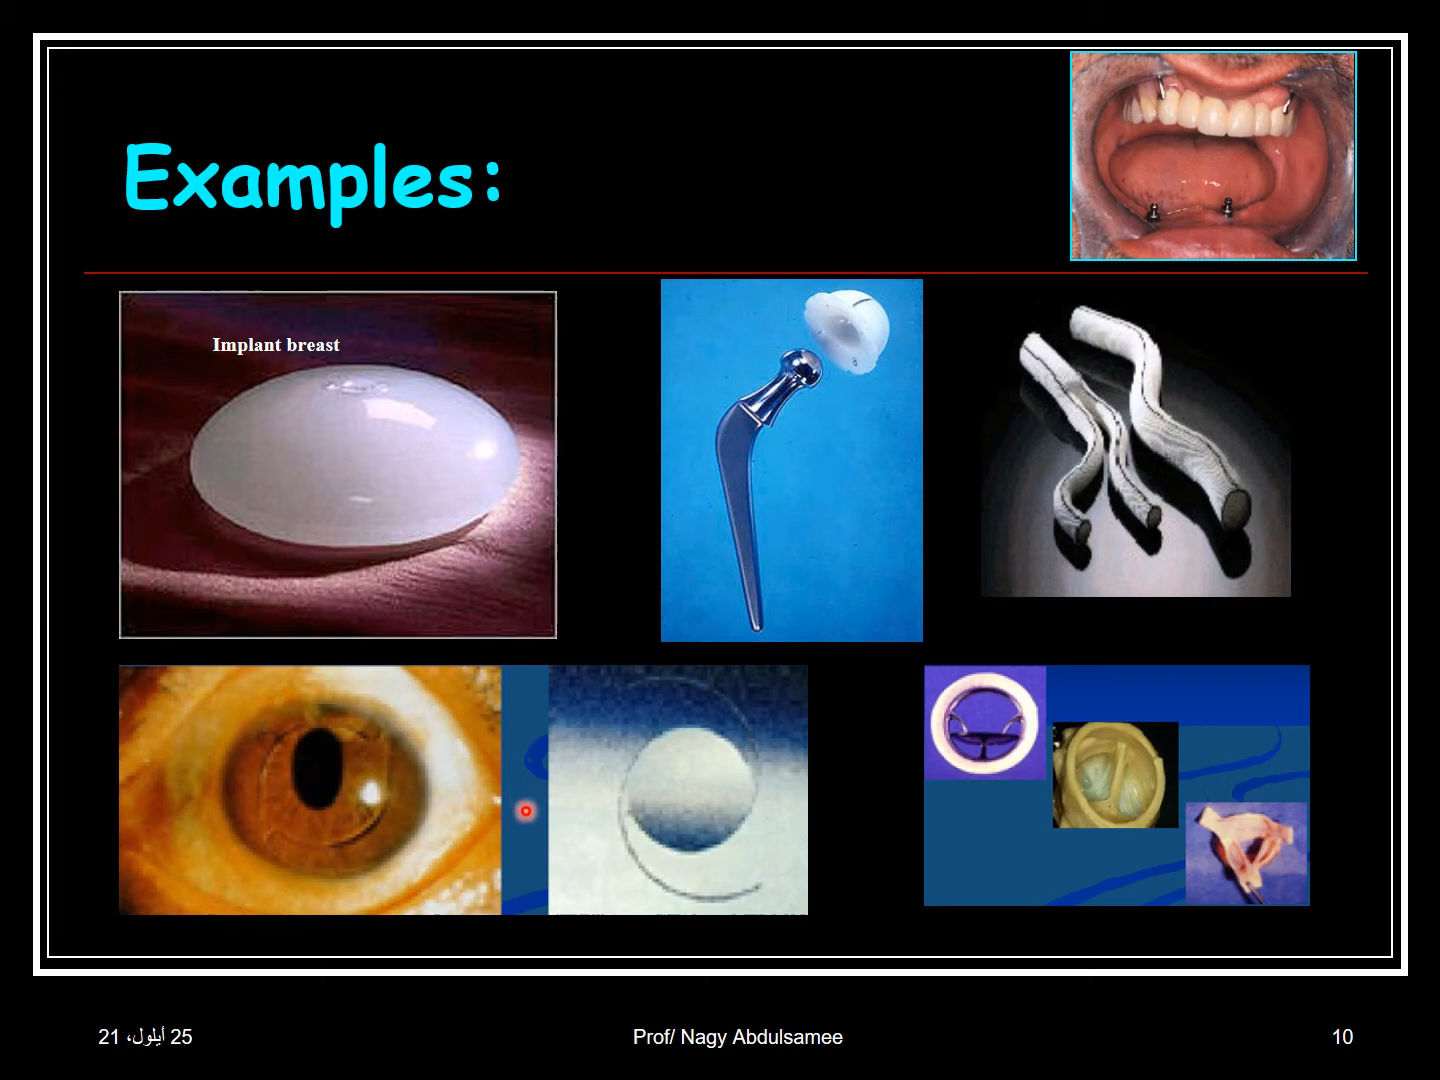 Examples:
Implant breast
25 أيلول، 21
Prof/ Nagy Abdulsamee
10